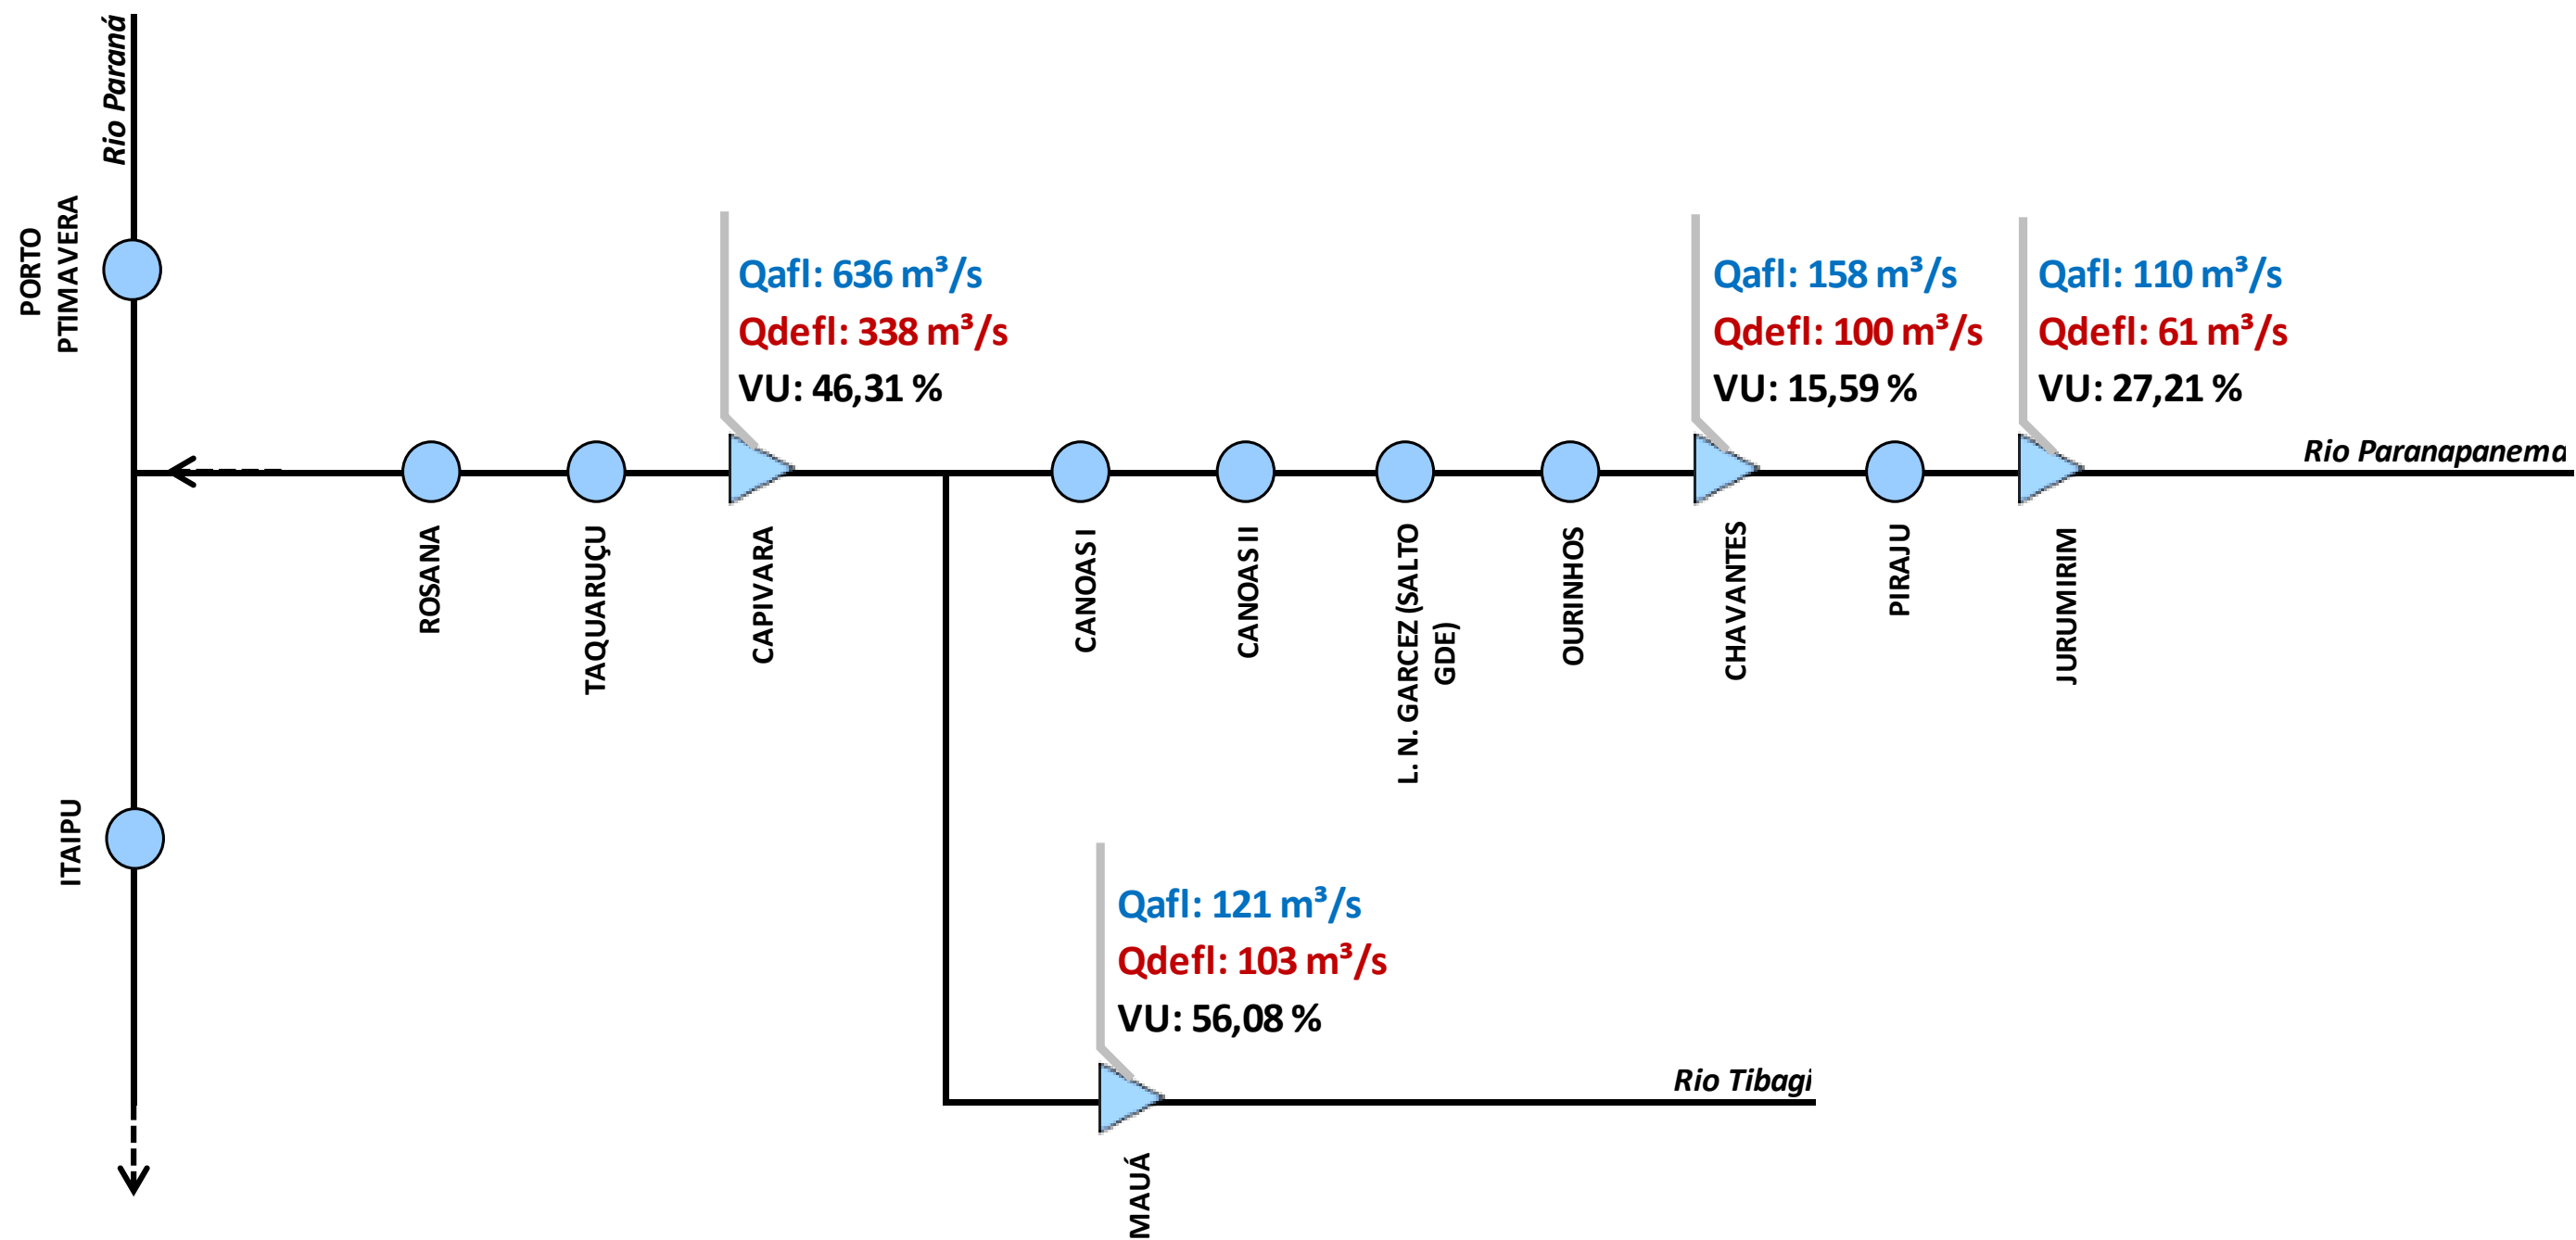 Rio Paraná
PORTO
PTIMAVERA
Qafl: 636 m³/s
Qdefl: 338 m³/s
VU: 46,31 %
Qafl: 158 m³/s
Qdefl: 100 m³/s
VU: 15,59 %
Qafl: 110 m³/s
Qdefl: 61 m³/s
VU: 27,21 %
Rio Paranapanema
ROSANA
TAQUARUÇU
CAPIVARA
CANOAS I
CANOAS II
L. N. GARCEZ (SALTO
GDE)
OURINHOS
CHAVANTES
PIRAJU
JURUMIRIM
ITAIPU
Qafl: 121 m³/s
Qdefl: 103 m³/s
VU: 56,08 %
Rio Tibagi
MAUÁ